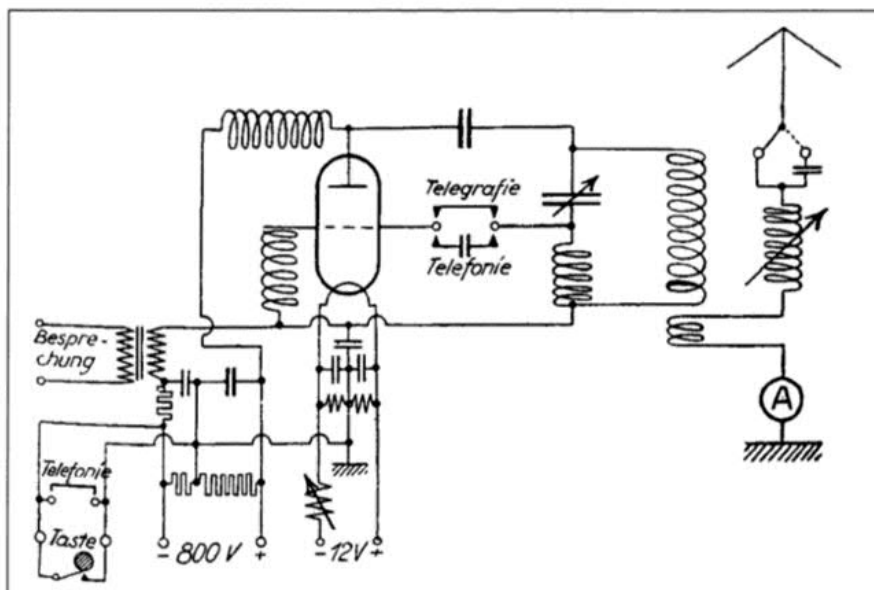 Telegrafie
Telefonie
Bespre-
chung
A
Telefonie
Taste
- 800 V +
- 12V +